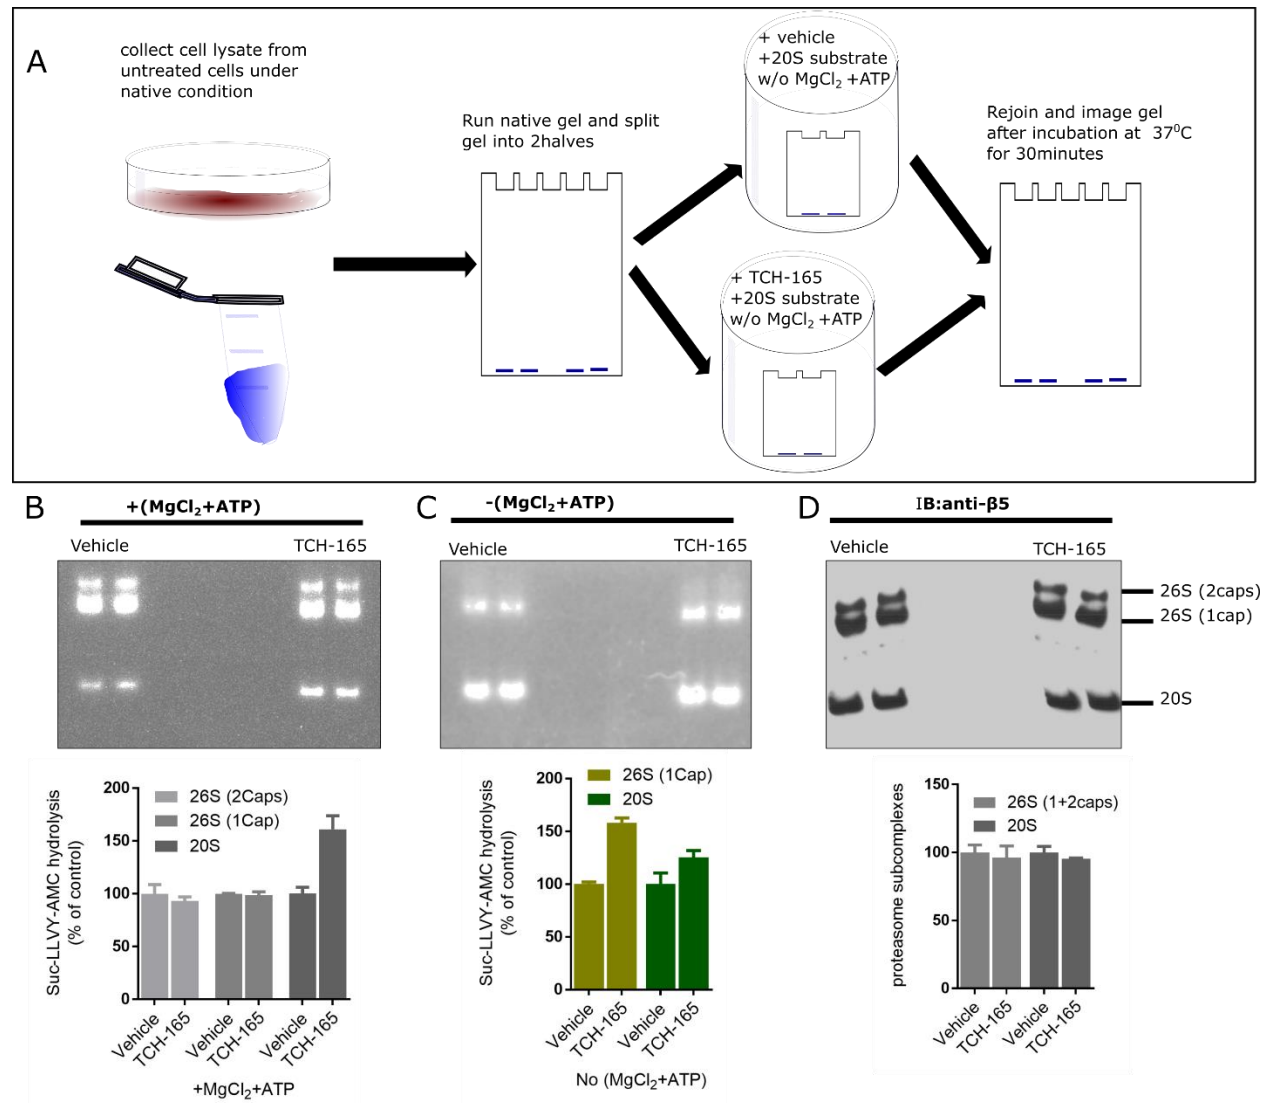 A
collect cell lysate from
untreated cells under
native condition
Run native gel and split
gel into 2halves
+ vehicle
+20S substrate
w/o MgCl₂ +ATP
+ TCH-165
+20S substrate
w/o MgCl₂ +ATP
Rejoin and image gel
after incubation at 37⁰C
for 30minutes
B
+(MgCl₂+ATP)
Vehicle
TCH-165
Suc-LLVY-AMC hydrolysis
(% of control)
200
150
100
50
0
26S (2Caps)
26S (1Cap)
20S
Vehicle
TCH-165
Vehicle
TCH-165
Vehicle
TCH-165
+MgCl₂+ATP
C
-(MgCl₂+ATP)
Vehicle
TCH-165
Suc-LLVY-AMC hydrolysis
(% of control)
200
150
100
50
0
26S (1Cap)
20S
Vehicle
TCH-165
Vehicle
TCH-165
No (MgCl₂+ATP)
D
IB:anti-β5
Vehicle
TCH-165
26S (2caps)
26S (1cap)
20S
proteasome subcomplexes
150
100
50
0
26S (1+2caps)
20S
Vehicle
TCH-165
Vehicle
TCH-165